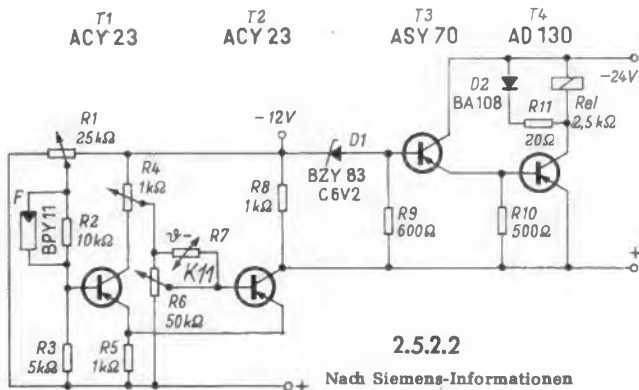 T1 T2 T3 T4
ACY 23 ACY 23 ASY 70 AD 130
-24V
D2
BA108
Rel
2,5kΩ
R11
20Ω
-12V
R1
25kΩ
D1
BZY 83
C6V2
R4
1kΩ
R8
1kΩ
F
BPY11
R2
10kΩ
ϑ-
R7
K11
R9
600Ω
R10
500Ω
+
R6
50kΩ
R3
5kΩ
R5
1kΩ
+
2.5.2.2
Nach Siemens-Informationen